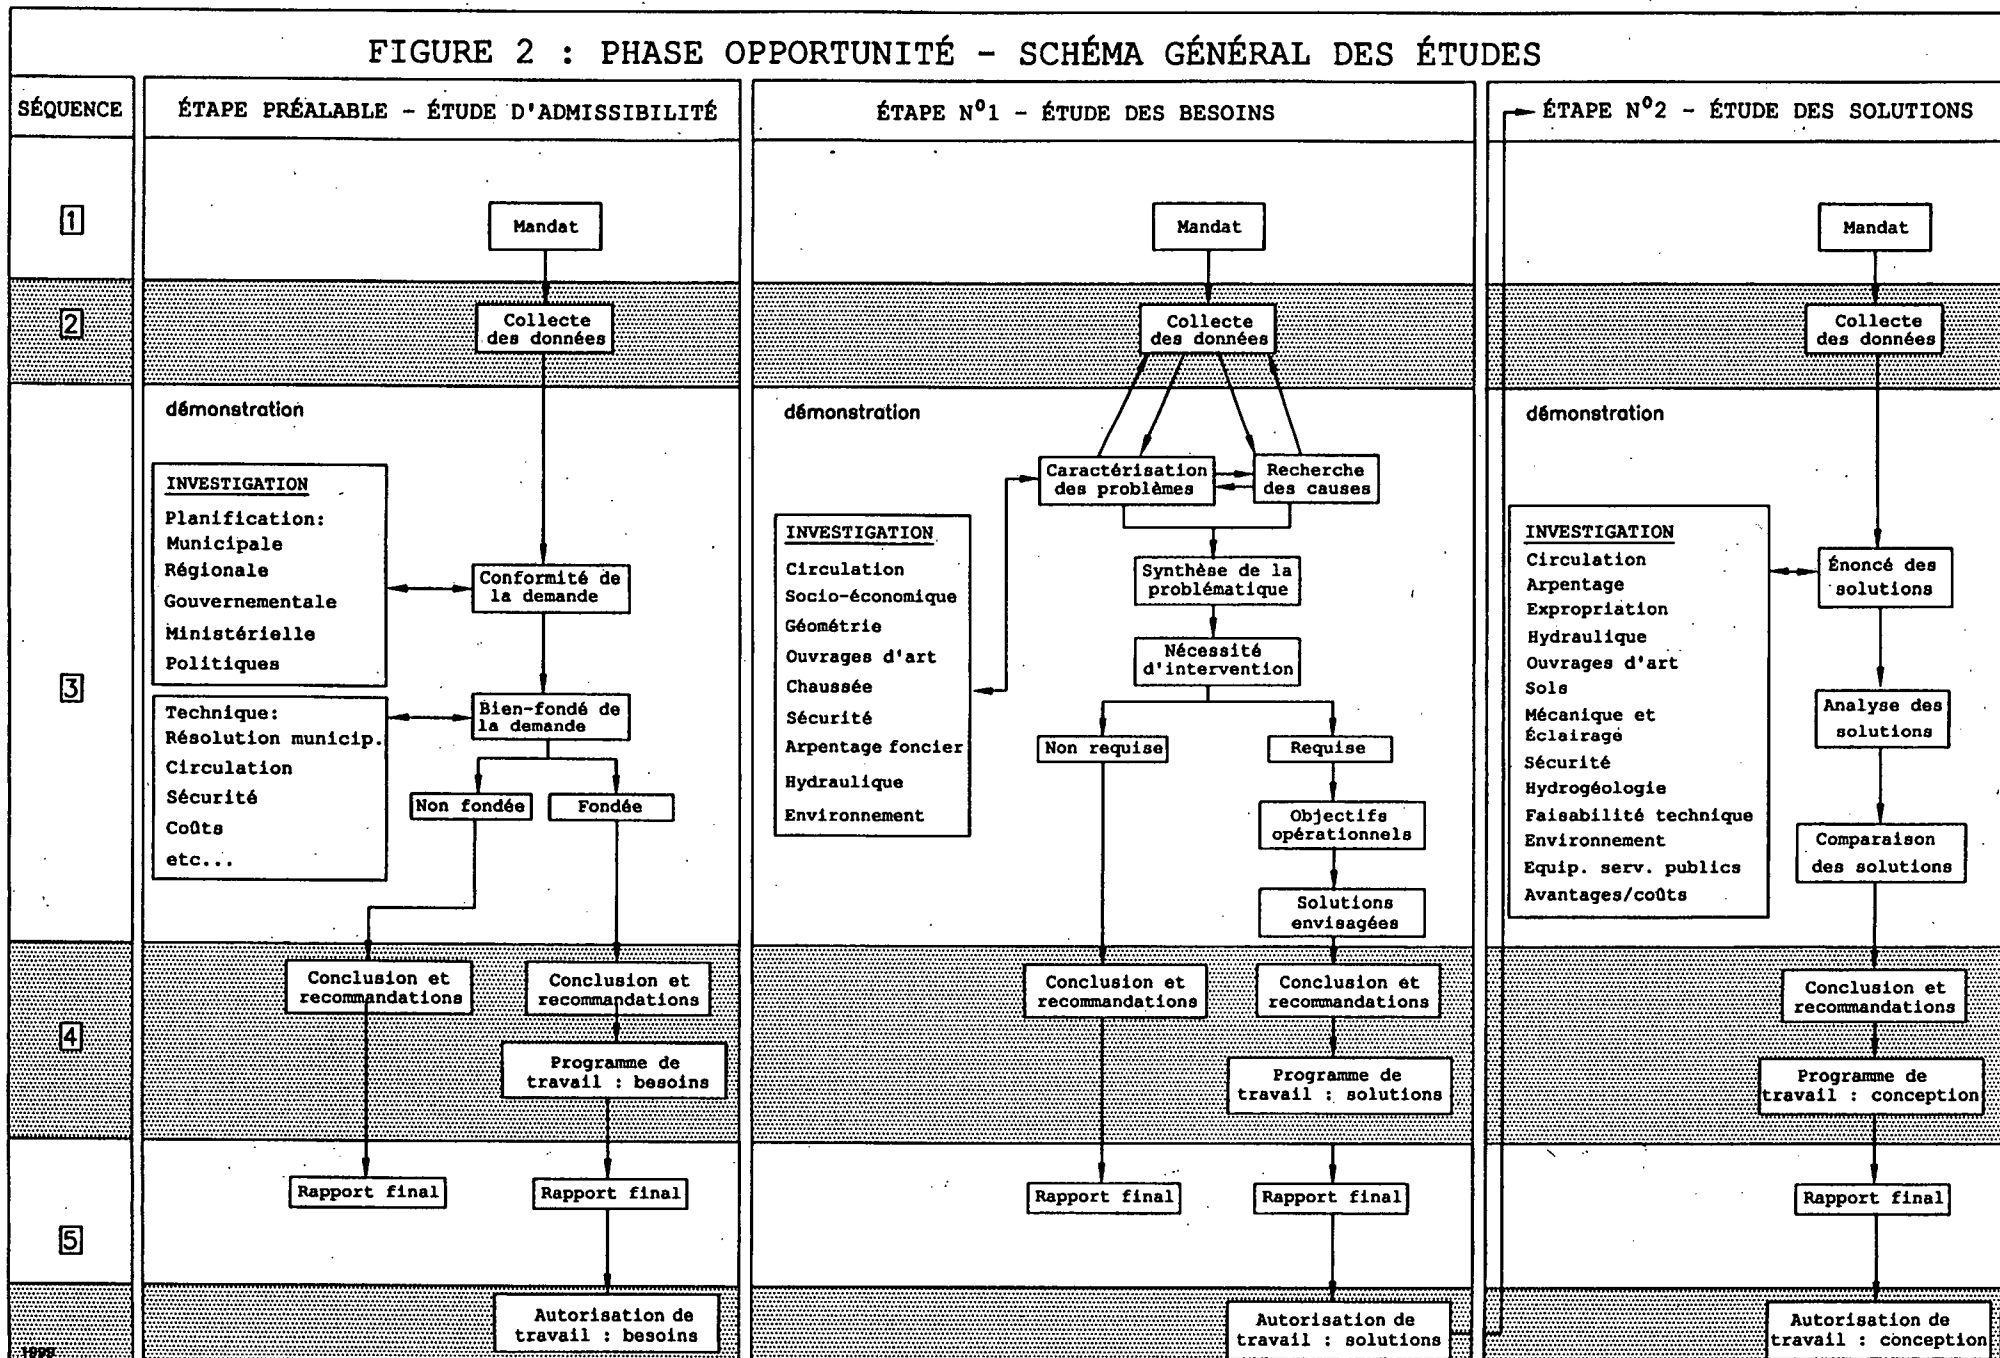 FIGURE 2 : PHASE OPPORTUNITÉ - SCHÉMA GÉNÉRAL DES ÉTUDES
SÉQUENCE
1
2
3
4
5
ÉTAPE PRÉALABLE - ÉTUDE D'ADMISSIBILITÉ
Mandat
Collecte
des données
démonstration
INVESTIGATION
Planification:
Municipale
Régionale
Gouvernementale
Ministérielle
Politiques
Technique:
Résolution municip.
Circulation
Sécurité
Coûts
etc...
Conformité de
la demande
Bien-fondé de
la demande
Non fondée
Fondée
Conclusion et
recommandations
Conclusion et
recommandations
Programme de
travail : besoins
Rapport final
Rapport final
Autorisation de
travail : besoins
ÉTAPE Nº1 - ÉTUDE DES BESOINS
Mandat
Collecte
des données
démonstration
Caractérisation
des problèmes
Recherche
des causes
INVESTIGATION
Circulation
Socio-économique
Géométrie
Ouvrages d'art
Chaussée
Sécurité
Arpentage foncier
Hydraulique
Environnement
Synthèse de la
problématique
Nécessité
d'intervention
Non requise
Requise
Objectifs
opérationnels
Solutions
envisagées
Conclusion et
recommandations
Conclusion et
recommandations
Programme de
travail : solutions
Rapport final
Rapport final
Autorisation de
travail : solutions
ÉTAPE Nº2 - ÉTUDE DES SOLUTIONS
Mandat
Collecte
des données
démonstration
INVESTIGATION
Circulation
Arpentage
Expropriation
Hydraulique
Ouvrages d'art
Sols
Mécanique et
Éclairage
Sécurité
Hydrogéologie
Faisabilité technique
Environnement
Equip. serv. publics
Avantages/coûts
Énoncé des
solutions
Analyse des
solutions
Comparaison
des solutions
Conclusion et
recommandations
Programme de
travail : conception
Rapport final
Autorisation de
travail : conception